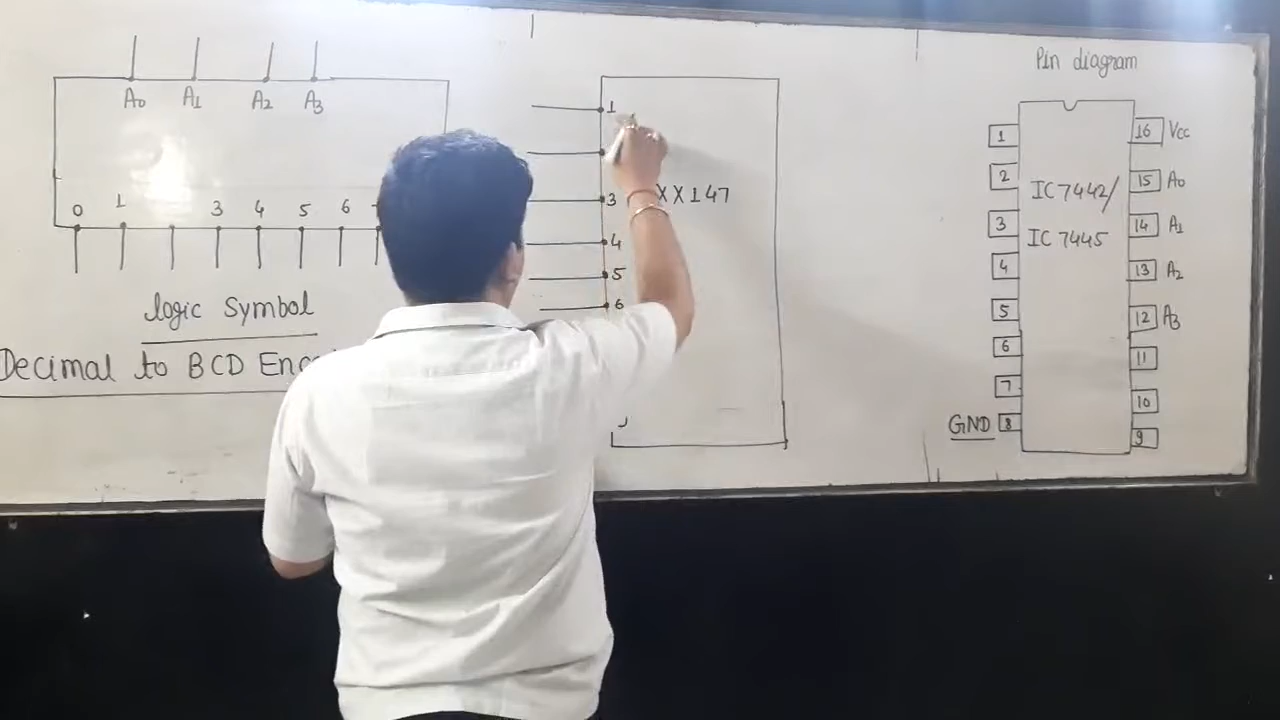 A0 A1 A2 A3
0 1 3 4 5 6
logic Symbol
Decimal to BCD
1
3
4
5
6
XX147
Pin diagram
1
2
3
4
5
6
7
GND 8
IC 7442/
IC 7445
16 Vcc
15 A0
14 A1
13 A2
12 A3
11
10
9